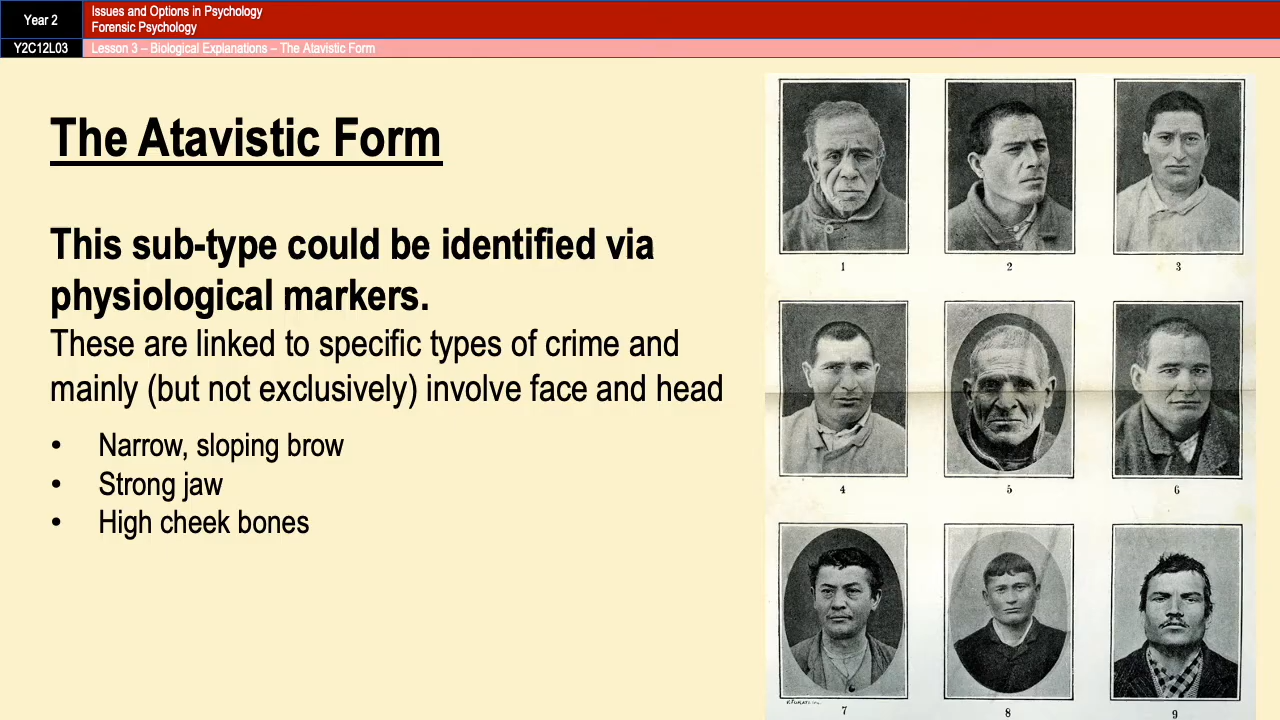 Year 2
Issues and Options in Psychology
Forensic Psychology
Y2C12L03
Lesson 3 – Biological Explanations – The Atavistic Form
The Atavistic Form
This sub-type could be identified via
physiological markers.
These are linked to specific types of crime and
mainly (but not exclusively) involve face and head
• Narrow, sloping brow
• Strong jaw
• High cheek bones
1
2
3
4
5
6
7
8
9